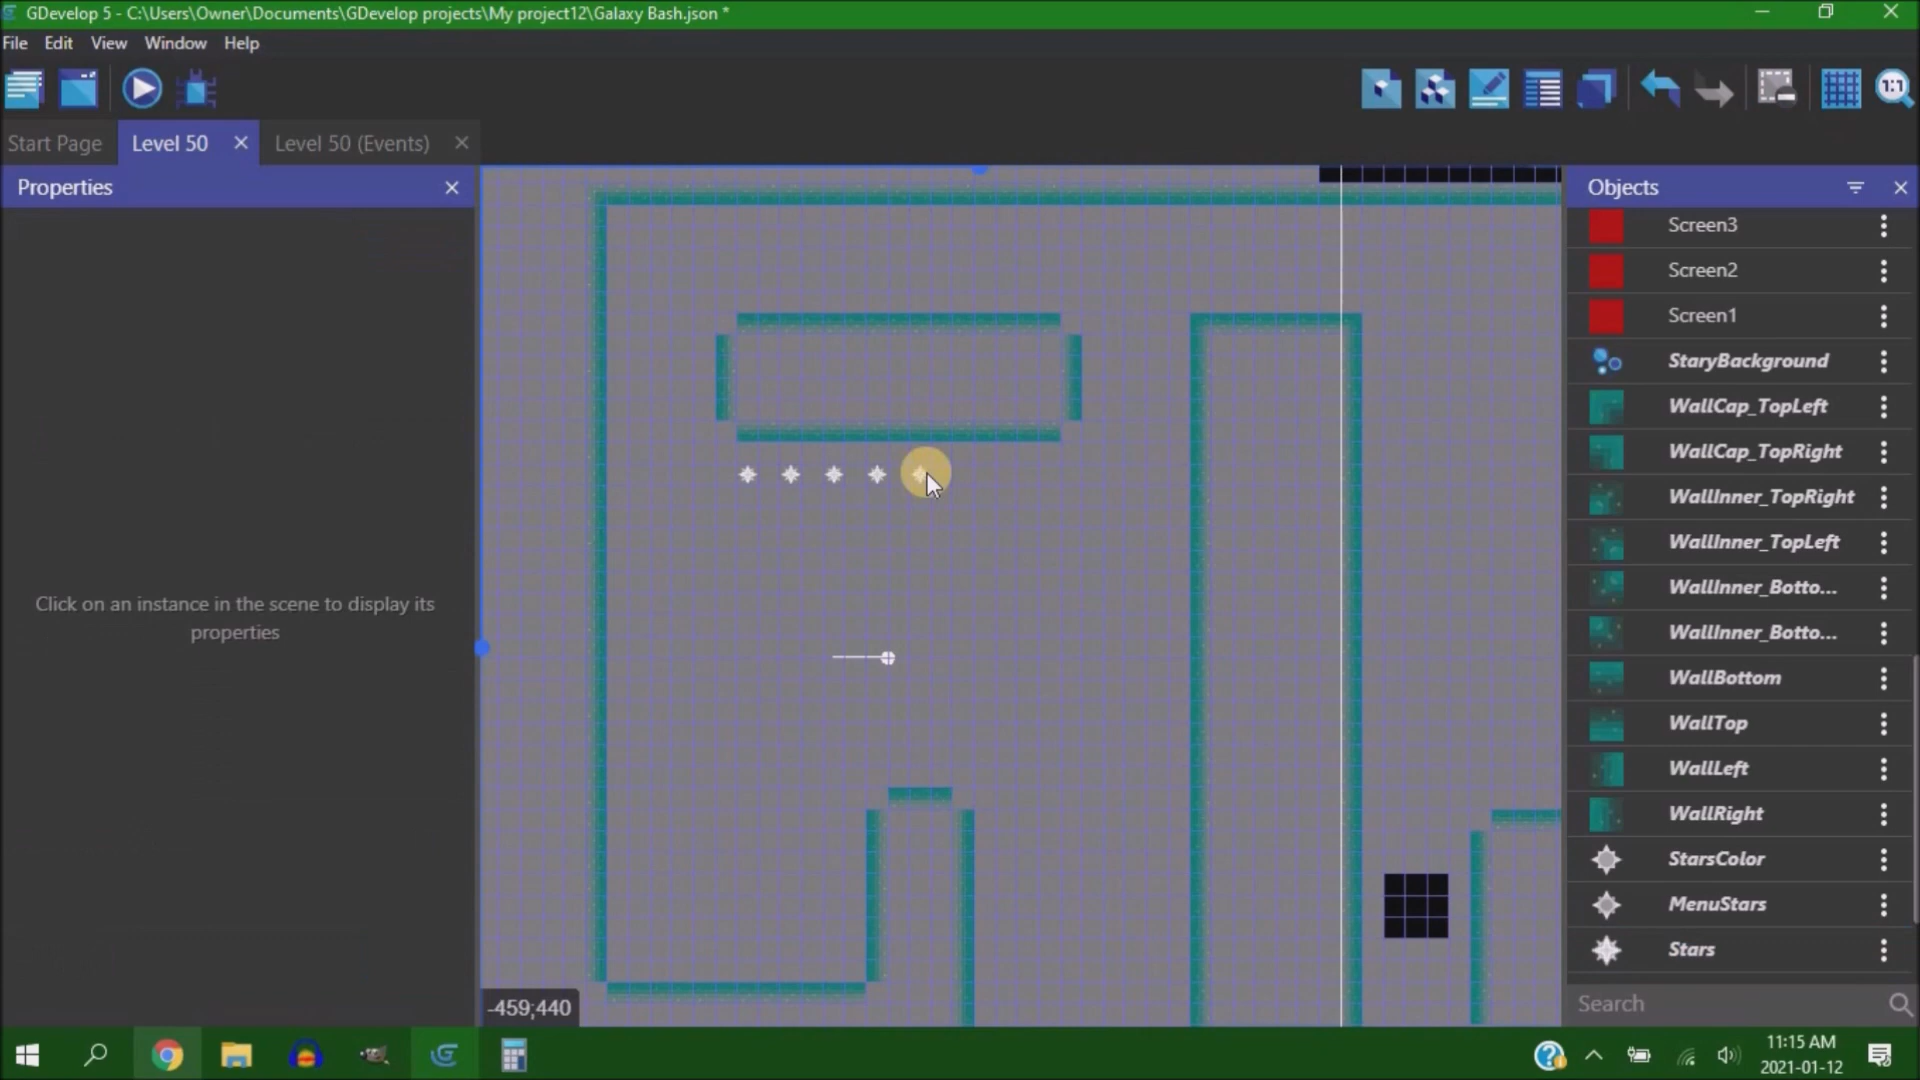 GDevelop 5 - C:\Users\Owner\Documents\GDevelop projects\My project12\Galaxy Bash.json *
File Edit View Window Help
1:1
Start Page
Level 50
Level 50 (Events)
Properties
Objects
Click on an instance in the scene to display its
properties
Screen3
Screen2
Screen1
StaryBackground
WallCap_TopLeft
WallCap_TopRight
WallInner_TopRight
WallInner_TopLeft
WallInner_Botto...
WallInner_Botto...
WallBottom
WallTop
WallLeft
WallRight
StarsColor
MenuStars
Stars
Search
-459;440
11:15 AM
2021-01-12